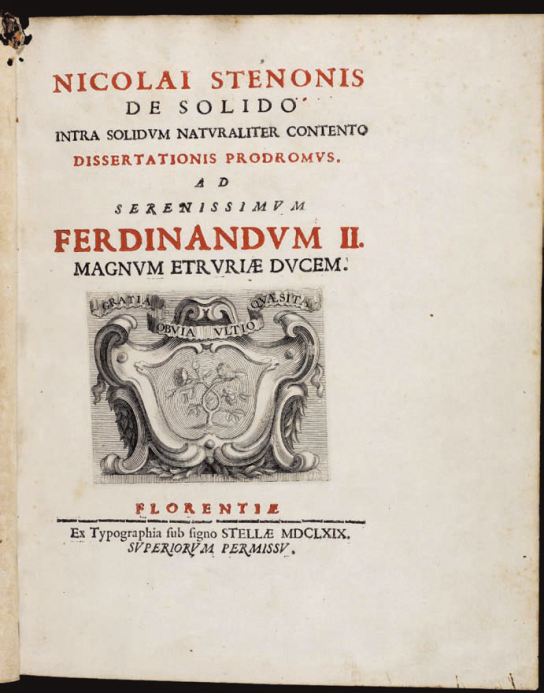 NICOLAI STENONIS
DE SOLIDO
INTRA SOLIDVM NATVRALITER CONTENTO
DISSERTATIONIS PRODROMVS.
AD
SERENISSIMVM
FERDINANDVM II.
MAGNVM ETRVRIÆ DVCEM.
GRATIA OBVIA VLTIO QVÆSITA
FLORENTIÆ
Ex Typographia ſub ſigno STELLÆ MDCLXIX.
SVPERIORVM PERMISSV.